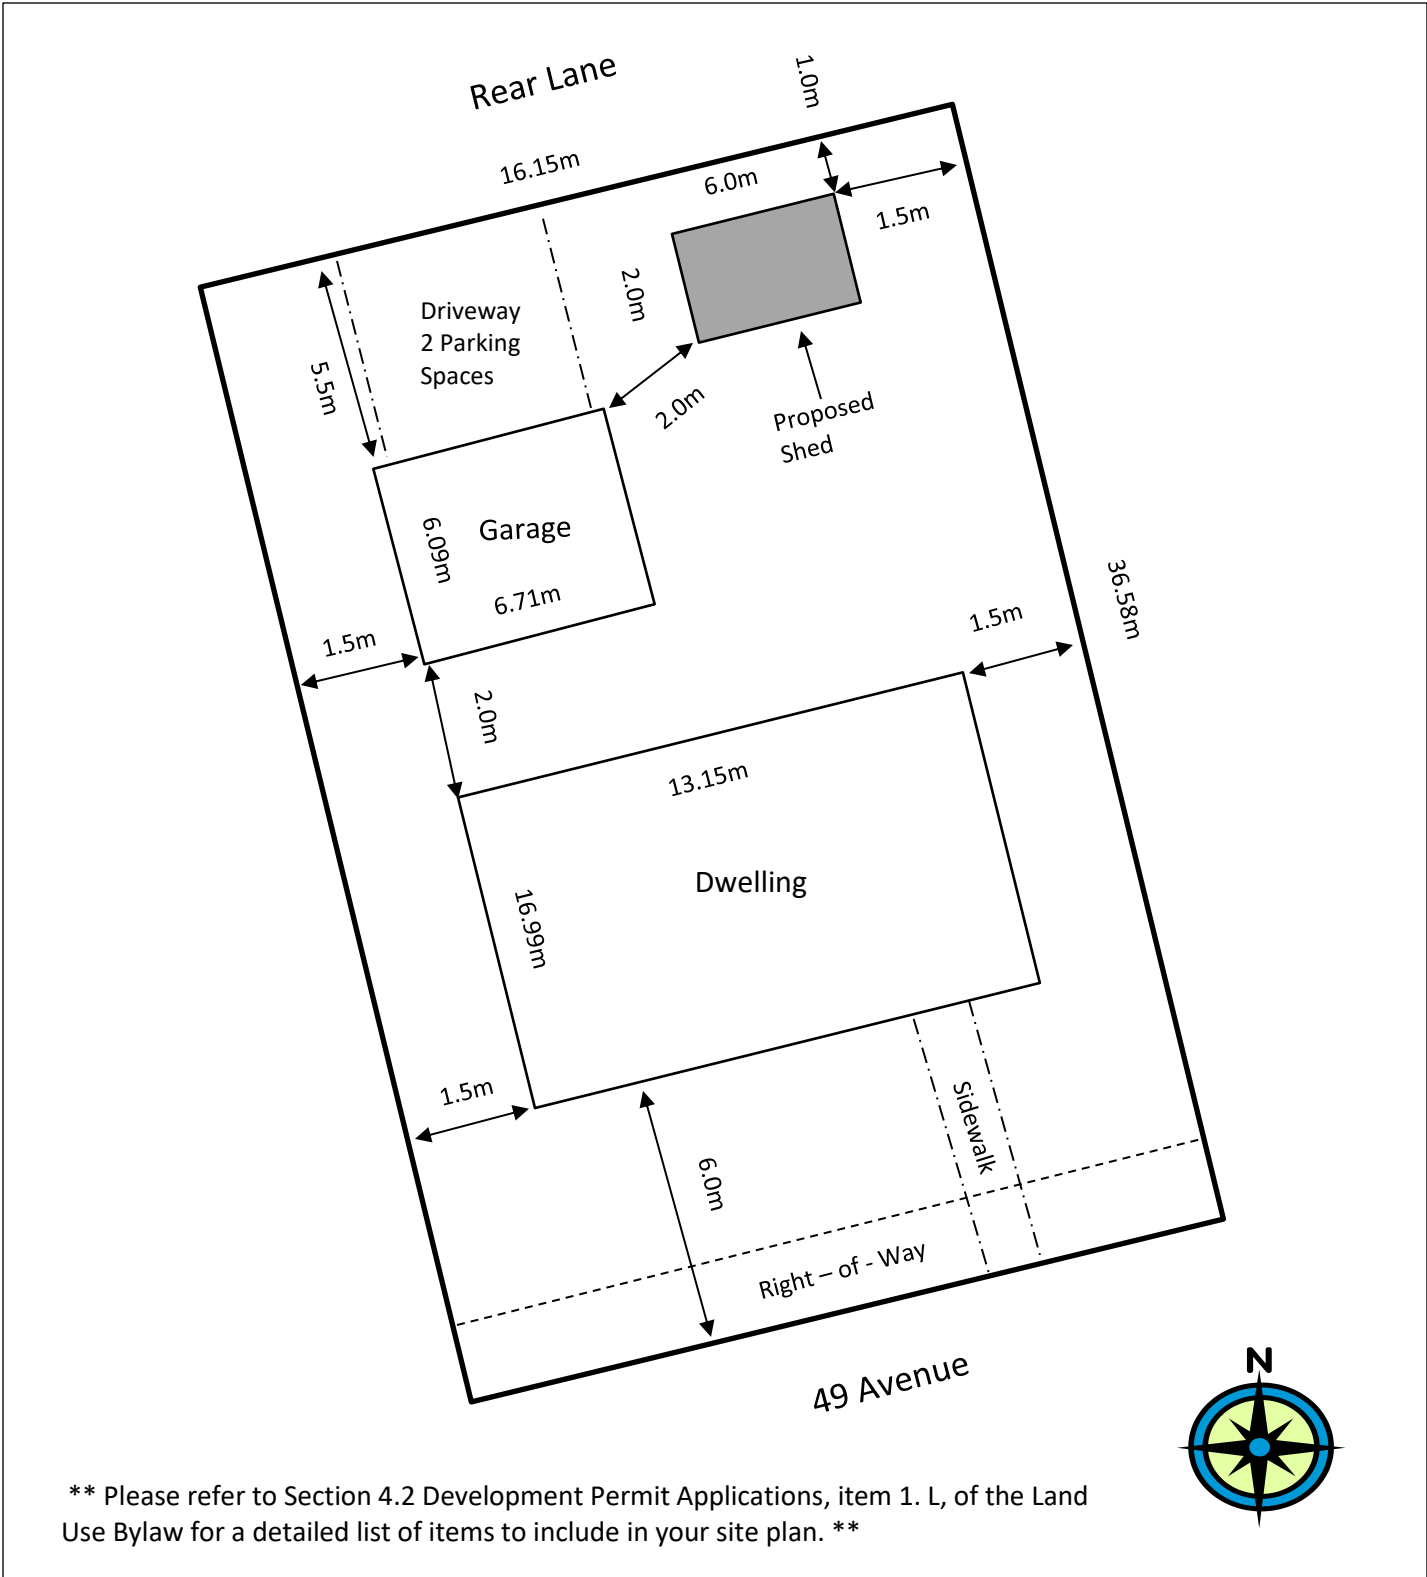 Rear Lane
1.0m
16.15m
6.0m
1.5m
2.0m
Driveway
2 Parking
Spaces
5.5m
2.0m
Proposed
Shed
Garage
6.09m
6.71m
36.58m
1.5m
1.5m
2.0m
13.15m
Dwelling
16.99m
1.5m
Sidewalk
6.0m
Right – of - Way
49 Avenue
N
** Please refer to Section 4.2 Development Permit Applications, item 1. L, of the Land
Use Bylaw for a detailed list of items to include in your site plan. **